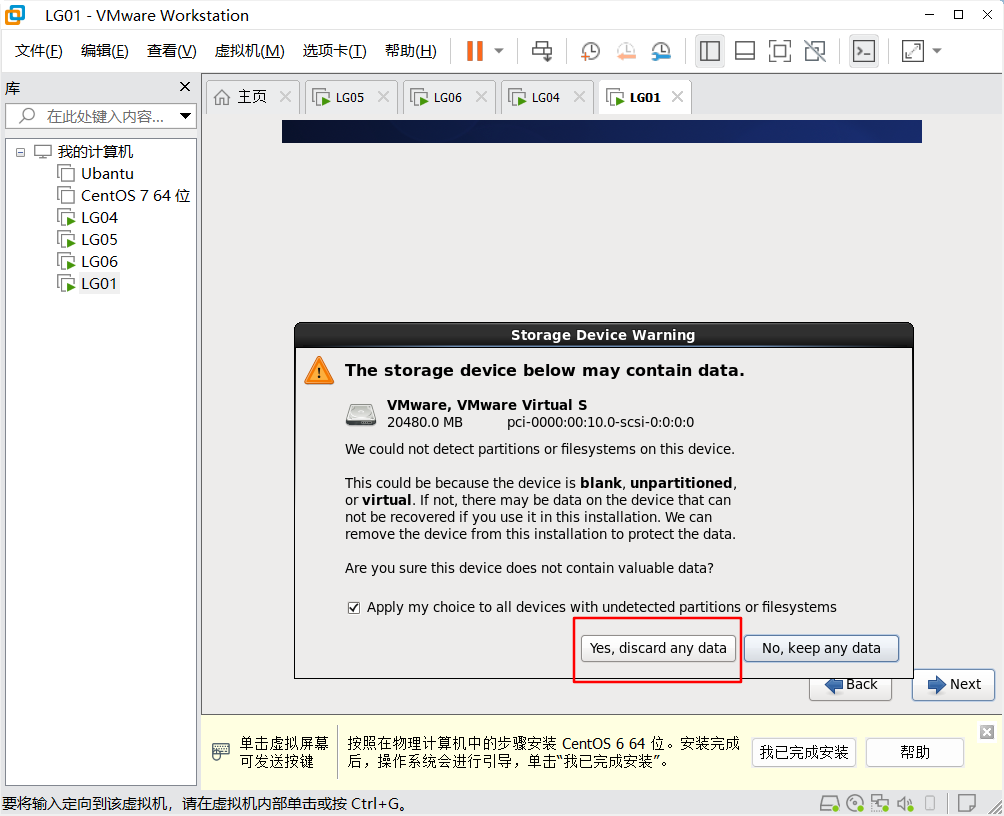 LG01 - VMware Workstation
文件(F) 编辑(E) 查看(V) 虚拟机(M) 选项卡(T) 帮助(H)
库
在此处键入内容...
我的计算机
Ubantu
CentOS 7 64 位
LG04
LG05
LG06
LG01
主页 LG05 LG06 LG04 LG01
Storage Device Warning
The storage device below may contain data.
VMware, VMware Virtual S
20480.0 MB pci-0000:00:10.0-scsi-0:0:0:0
We could not detect partitions or filesystems on this device.
This could be because the device is blank, unpartitioned,
or virtual. If not, there may be data on the device that can
not be recovered if you use it in this installation. We can
remove the device from this installation to protect the data.
Are you sure this device does not contain valuable data?
Apply my choice to all devices with undetected partitions or filesystems
Yes, discard any data No, keep any data
Back Next
单击虚拟屏幕
可发送按键
按照在物理计算机中的步骤安装 CentOS 6 64 位。安装完成
后，操作系统会进行引导，单击“我已完成安装”。
我已完成安装 帮助
要将输入定向到该虚拟机，请在虚拟机内部单击或按 Ctrl+G。